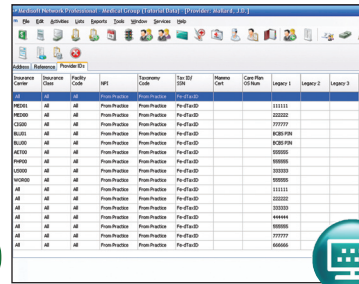 Medisoft Network Professional - Medical Group (Tutorial Data) - [Provider: Mallard, J.D.]
File Edit Activities Lists Reports Tools Window Services Help
Address Reference Provider IDs
Insurance Carrier Insurance Class Facility Code NPI Taxonomy Code Tax ID/ SSN Mammo Cert Care Plan OS Num Legacy 1 Legacy 2 Legacy 3
All All All From Practice From Practice Fe-dTaxID
MED01 All All From Practice From Practice Fe-dTaxID 111111
MED00 All All From Practice From Practice Fe-dTaxID 222222
CIG00 All All From Practice From Practice Fe-dTaxID 777777
BLU01 All All From Practice From Practice Fe-dTaxID BCBS PIN
BLU00 All All From Practice From Practice Fe-dTaxID BCBS PIN
AET00 All All From Practice From Practice Fe-dTaxID 555555
All All From Practice From Practice Fe-dTaxID 555555
US000 All All From Practice From Practice Fe-dTaxID 333333
WOR00 All All From Practice From Practice Fe-dTaxID 555555
All All All From Practice From Practice Fe-dTaxID 111111
All All All From Practice From Practice Fe-dTaxID 222222
All All All From Practice From Practice Fe-dTaxID 333333
All All All From Practice From Practice Fe-dTaxID 444444
All All All From Practice From Practice Fe-dTaxID 555555
All All All From Practice From Practice Fe-dTaxID 777777
All All All From Practice From Practice Fe-dTaxID 666666